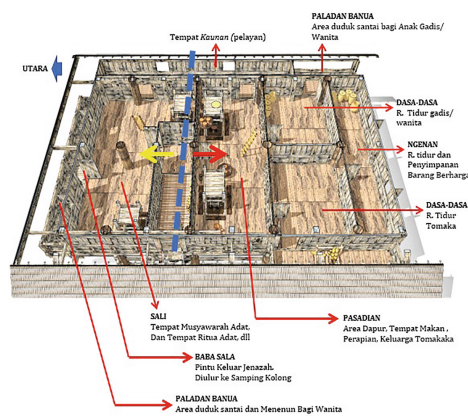 PALADAN BANUA
Area duduk santai bagi Anak Gadis/
Wanita
Tempat Kaunan (pelayan)
UTARA
DASA-DASA
R. Tidur gadis/
wanita
NGENAN
R. tidur dan
Penyimpanan
Barang Berharga
DASA-DASA
R. Tidur
Tomaka
SALI
Tempat Musyawarah Adat,
Dan Tempat Ritua Adat, dll
PASADIAN
Area Dapur, Tempat Makan ,
Perapian, Keluarga Tomakaka
BABA SALA
Pintu Keluar Jenazah,
Diulur ke Samping Kolong
PALADAN BANUA
Area duduk santai dan Menenun Bagi Wanita